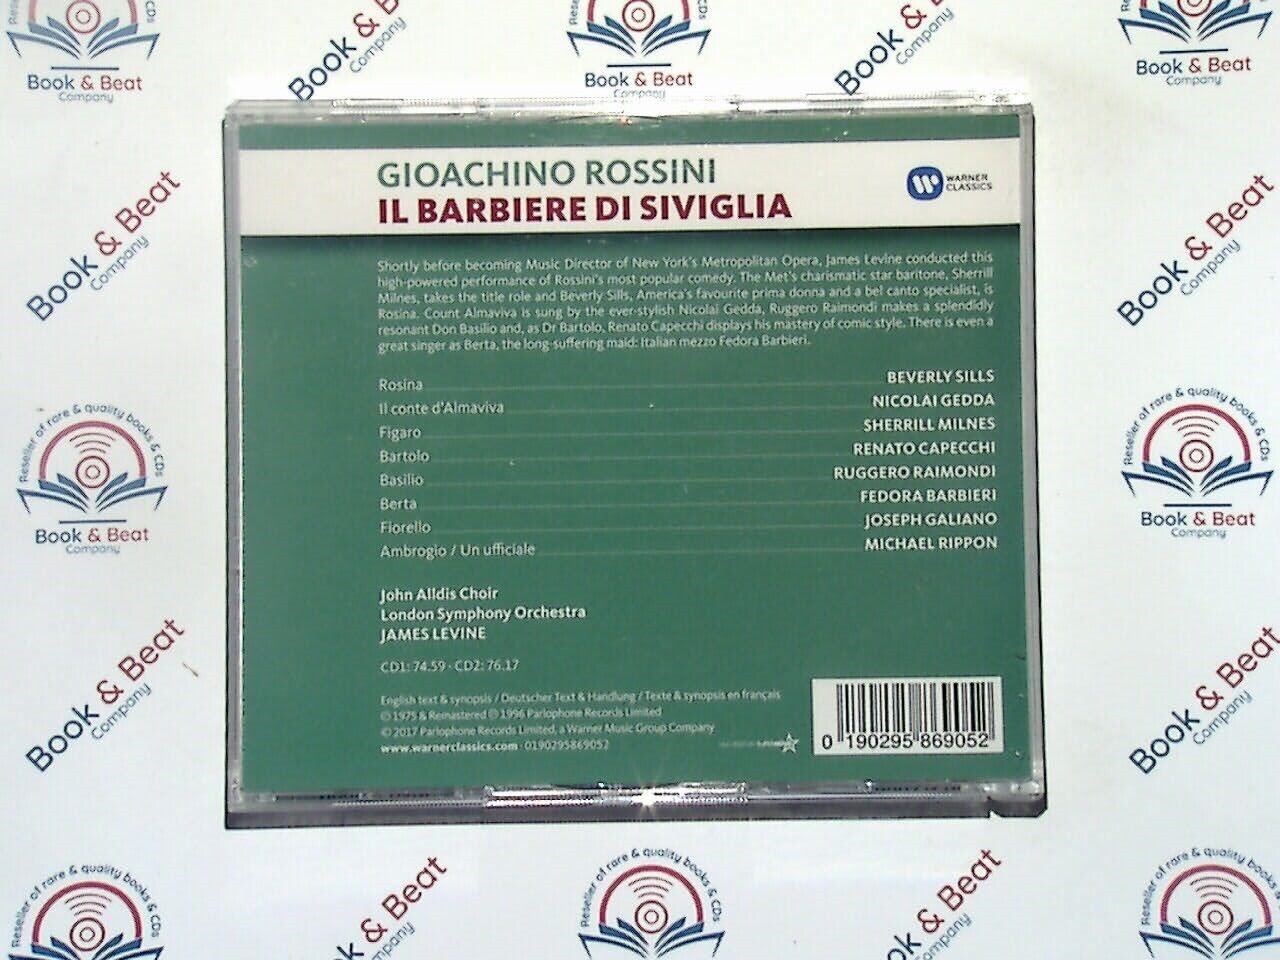 Book & Beat
Company
Book & Beat
Company
Book & Beat
Company
Book & Beat
Company
Book & Beat
Company
GIOACHINO ROSSINI
IL BARBIERE DI SIVIGLIA
WARNER
CLASSICS
Shortly before becoming Music Director of New York's Metropolitan Opera, James Levine conducted this
high-powered performance of Rossini's most popular comedy. The Met's charismatic star baritone, Sherrill
Milnes, takes the title role and Beverly Sills, America's favourite prima donna and a bel canto specialist, is
Rosina. Count Almaviva is sung by the ever-stylish Nicolai Gedda, Ruggero Raimondi makes a splendidly
resonant Don Basilio and, as Dr Bartolo, Renato Capecchi displays his mastery of comic style. There is even a
great singer as Berta, the long-suffering maid: Italian mezzo Fedora Barbieri.
Rosina BEVERLY SILLS
Il conte d'Almaviva NICOLAI GEDDA
Figaro SHERRILL MILNES
Bartolo RENATO CAPECCHI
Basilio RUGGERO RAIMONDI
Berta FEDORA BARBIERI
Fiorello JOSEPH GALIANO
Ambrogio / Un ufficiale MICHAEL RIPPON
John Alldis Choir
London Symphony Orchestra
JAMES LEVINE
CD1: 74.59 · CD2: 76.17
English text & synopsis / Deutscher Text & Handlung / Texte & synopsis en français
℗ 1975 & Remastered ℗ 1996 Parlophone Records Limited
© 2017 Parlophone Records Limited, a Warner Music Group Company
www.warnerclassics.com · 0190295869052
0 190295 869052
Book & Beat
Company
Book & Beat
Company
Reseller of rare & quality books & CDs
Book & Beat
Company
Reseller of rare & quality books & CDs
Book & Beat
Company
Book & Beat
Company
Book & Beat
Company
Reseller of rare & quality books & CDs
Book & Beat
Company
Reseller of rare & quality books & CDs
Book & Beat
Company
Reseller of rare & quality books & CDs